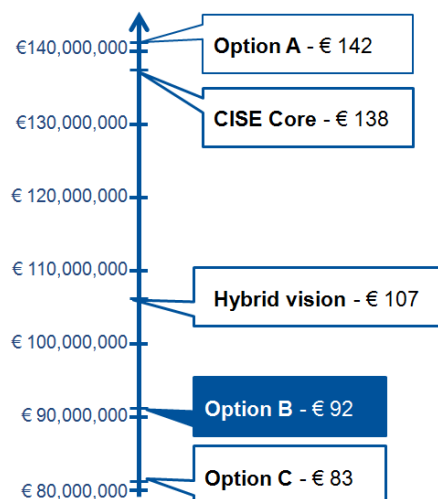 €140,000,000
Option A - € 142
€130,000,000
CISE Core - € 138
€ 120,000,000
€ 110,000,000
Hybrid vision - € 107
€ 100,000,000
€ 90,000,000
Option B - € 92
€ 80,000,000
Option C - € 83